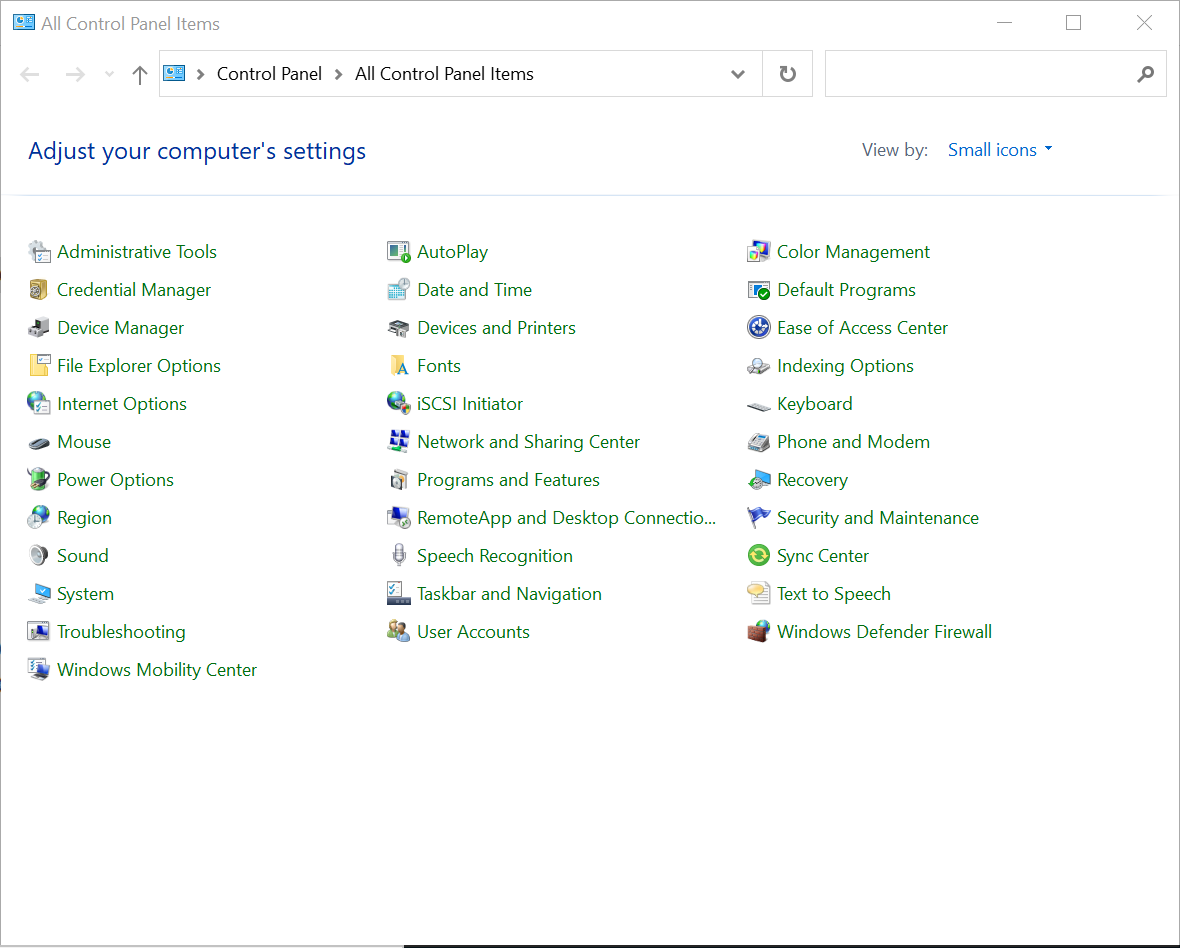 All Control Panel Items
Control Panel All Control Panel Items
Adjust your computer's settings
View by: Small icons
Administrative Tools AutoPlay Color Management
Credential Manager Date and Time Default Programs
Device Manager Devices and Printers Ease of Access Center
File Explorer Options Fonts Indexing Options
Internet Options iSCSI Initiator Keyboard
Mouse Network and Sharing Center Phone and Modem
Power Options Programs and Features Recovery
Region RemoteApp and Desktop Connectio... Security and Maintenance
Sound Speech Recognition Sync Center
System Taskbar and Navigation Text to Speech
Troubleshooting User Accounts Windows Defender Firewall
Windows Mobility Center